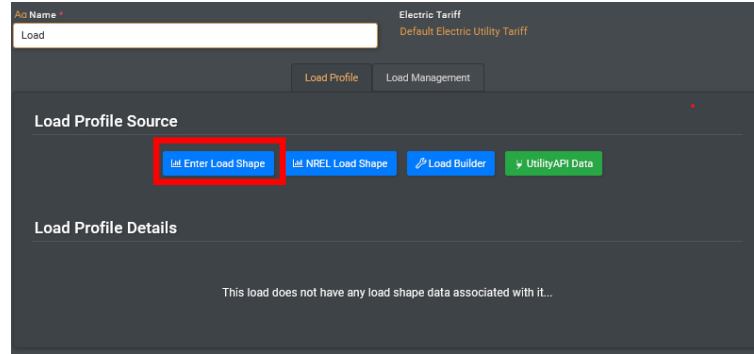 Aa Name *
Electric Tariff
Load
Default Electric Utility Tariff
Load Profile
Load Management
Load Profile Source
Enter Load Shape
NREL Load Shape
Load Builder
UtilityAPI Data
Load Profile Details
This load does not have any load shape data associated with it...